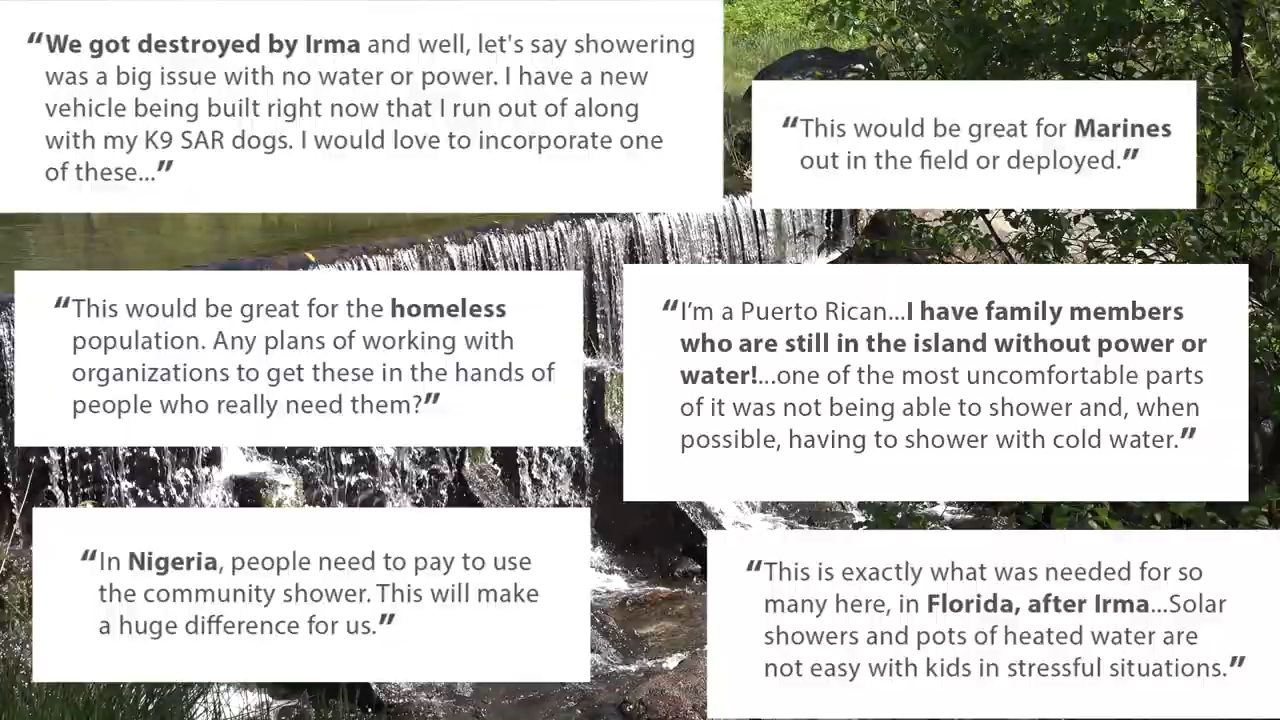 “We got destroyed by Irma and well, let's say showering
was a big issue with no water or power. I have a new
vehicle being built right now that I run out of along
with my K9 SAR dogs. I would love to incorporate one
of these...”
“This would be great for Marines
out in the field or deployed.”
“This would be great for the homeless
population. Any plans of working with
organizations to get these in the hands of
people who really need them?”
“I’m a Puerto Rican...I have family members
who are still in the island without power or
water!...one of the most uncomfortable parts
of it was not being able to shower and, when
possible, having to shower with cold water.”
“In Nigeria, people need to pay to use
the community shower. This will make
a huge difference for us.”
“This is exactly what was needed for so
many here, in Florida, after Irma...Solar
showers and pots of heated water are
not easy with kids in stressful situations.”